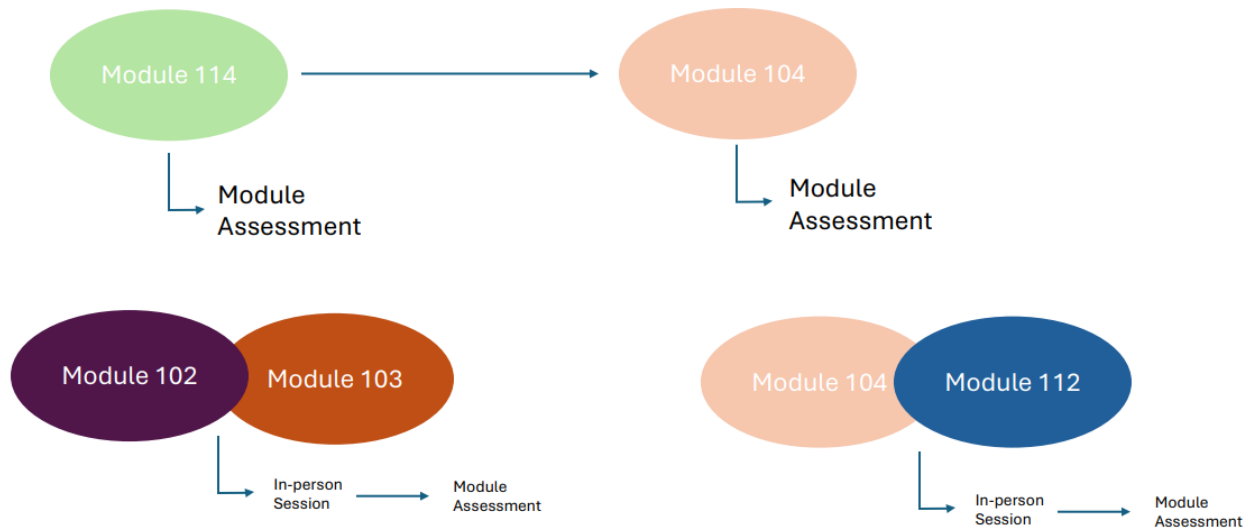 Module 114
Module 104
Module
Assessment
Module
Assessment
Module 102
Module 103
In-person
Session
Module
Assessment
Module 104
Module 112
In-person
Session
Module
Assessment